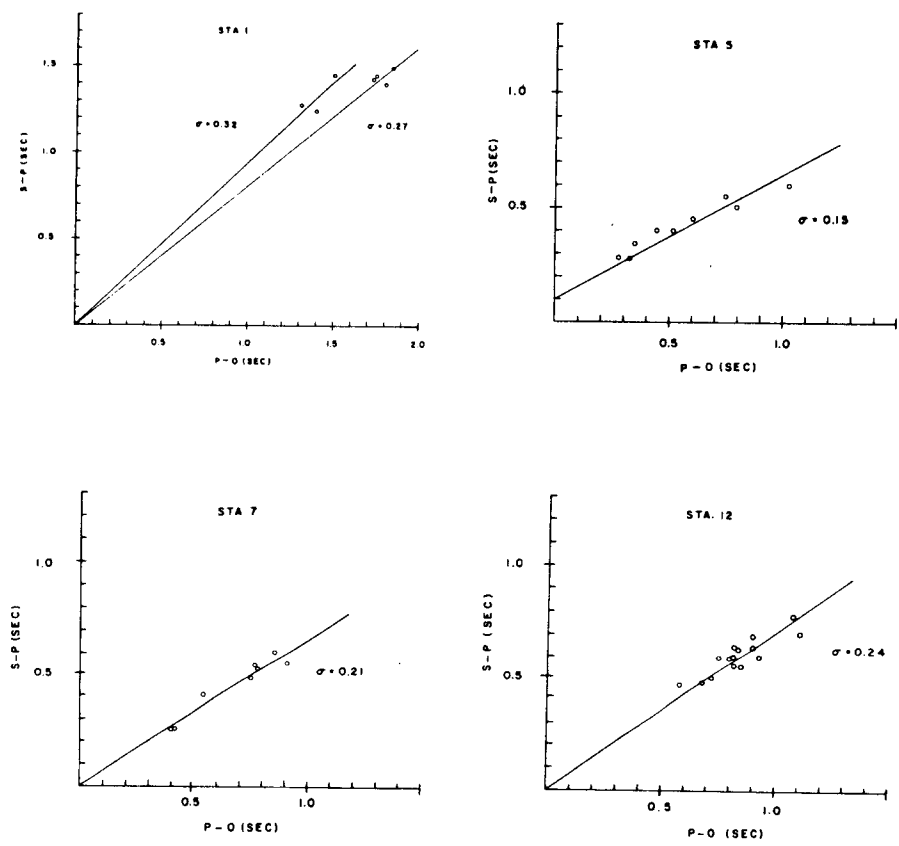 STA 1
1.5
1.0
0.5
S-P (SEC)
σ = 0.32
σ = 0.27
0.5
1.0
1.5
2.0
P-O (SEC)
STA 5
1.0
0.5
S-P (SEC)
σ = 0.15
0.5
1.0
P-O (SEC)
STA 7
1.0
0.5
S-P (SEC)
σ = 0.21
0.5
1.0
P-O (SEC)
STA. 12
1.0
0.5
S-P (SEC)
σ = 0.24
0.5
1.0
P-O (SEC)